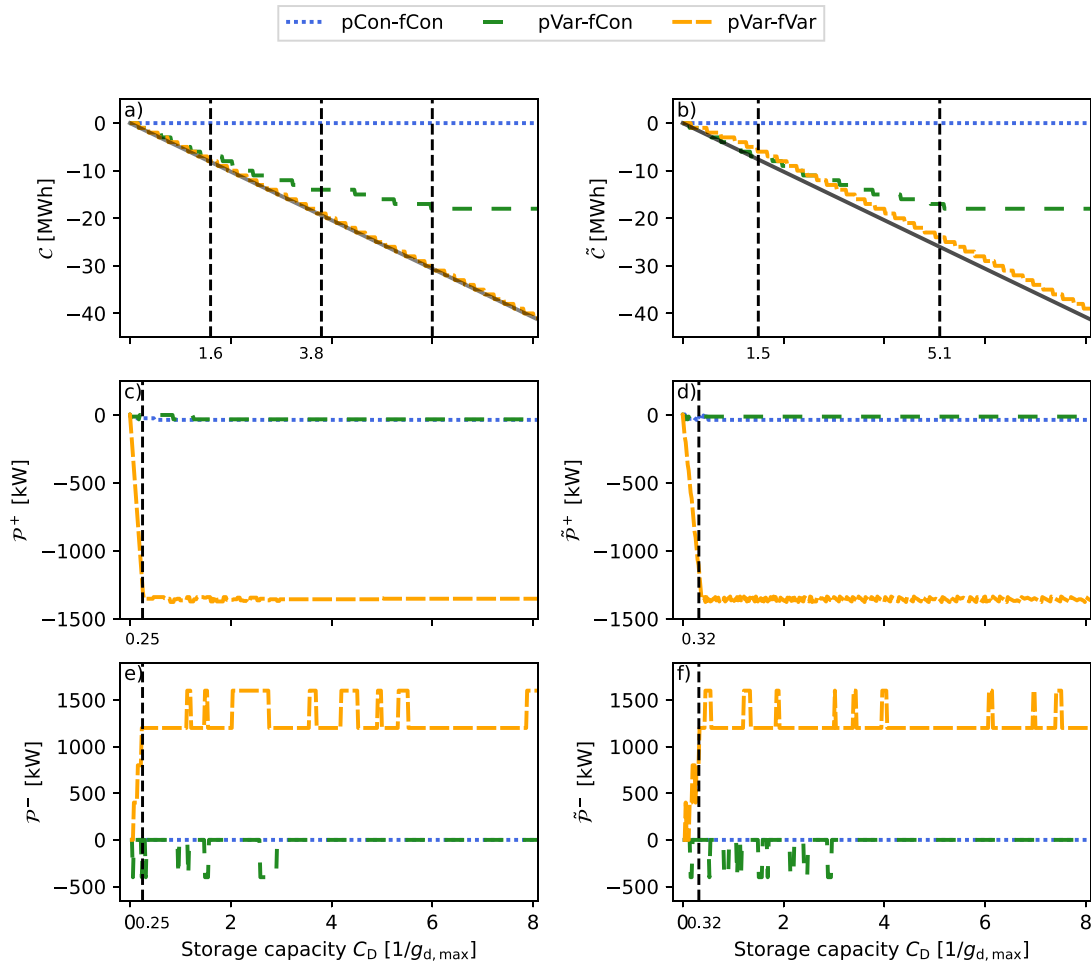 pCon-fCon pVar-fCon pVar-fVar
a)
0
−10
−20
−30
−40
𝒞 [MWh]
1.6
3.8
b)
0
−10
−20
−30
−40
𝒞̃ [MWh]
1.5
5.1
c)
0
−500
−1000
−1500
𝒫⁺ [kW]
0.25
d)
0
−500
−1000
−1500
𝒫̃⁺ [kW]
0.32
e)
1500
1000
500
0
−500
𝒫⁻ [kW]
0 0.25 2 4 6 8
Storage capacity C_D [1/g_d, max]
f)
1500
1000
500
0
−500
𝒫̃⁻ [kW]
0 0.32 2 4 6 8
Storage capacity C_D [1/g_d, max]